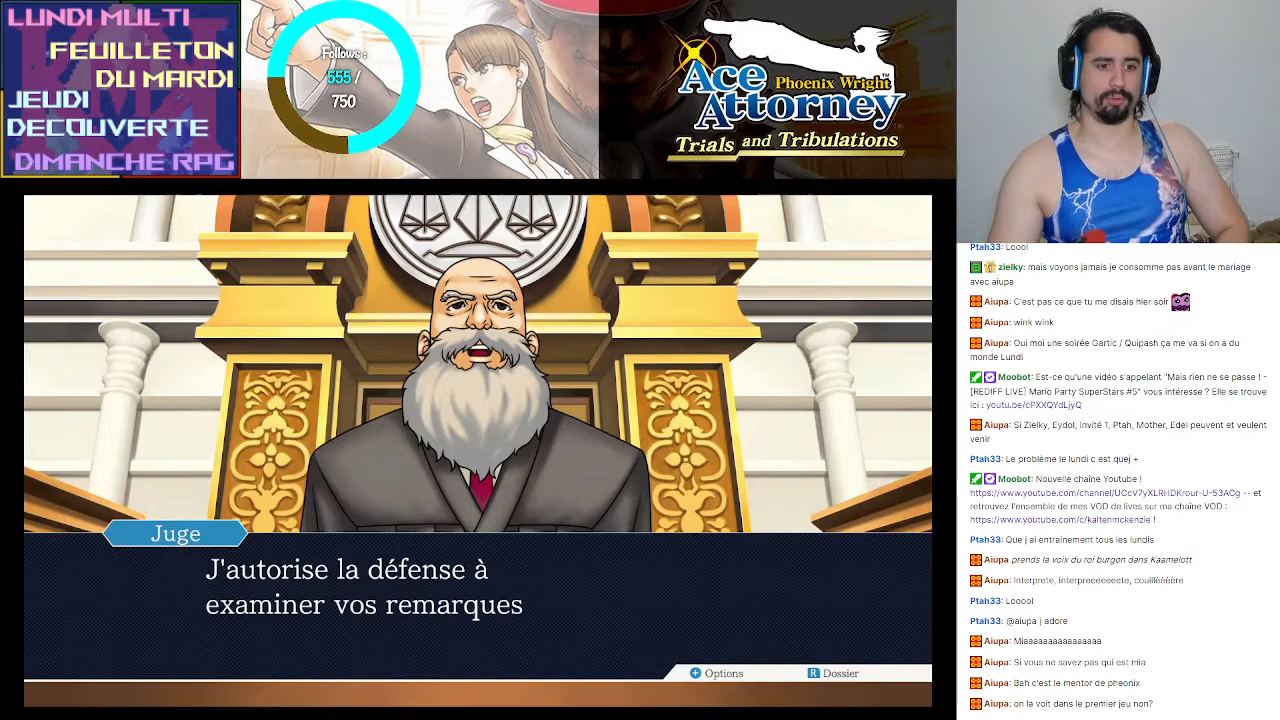 LUNDI MULTI
FEUILLETON
DU MARDI
JEUDI
DECOUVERTE
DIMANCHE RPG
Follows :
555 /
750
Phoenix Wright™
Ace
Attorney
Trials and Tribulations
Juge
J'autorise la défense à
examiner vos remarques
Options
R Dossier
Ptah33: Looo!
zielky: mais voyons jamais je consomme pas avant le mariage
avec aiupa
Aiupa: C'est pas ce que tu me disais hier soir
Aiupa: wink wink
Aiupa: Oui moi une soirée Gartic / Quipash ça me va si on a du
monde Lundi
Moobot: Est-ce qu'une vidéo s'appelant "Mais rien ne se passe ! -
[REDIFF LIVE] Mario Party SuperStars #5" vous intéresse ? Elle se trouve
ici : youtu.be/cPXXQYdLjyQ
Aiupa: Si Zielky, Eydol, Invité 1, Ptah, Mother, Edel peuvent et veulent
venir
Ptah33: Le problème le lundi c est quej +
Moobot: Nouvelle chaîne Youtube !
https://www.youtube.com/channel/UCcV7yXLRHDKrour-U-53ACg -- et
retrouvez l'ensemble de mes VOD de lives sur ma chaîne VOD :
https://www.youtube.com/c/kaltenmckenzie !
Ptah33: Que j ai entrainement tous les lundis
Aiupa prends la voix du roi burgon dans Kaamelott
Aiupa: Interprete, interpreeeeeeete, couillèèèère
Ptah33: Looool
Ptah33: @aiupa j adore
Aiupa: Miaaaaaaaaaaaaaaaa
Aiupa: Si vous ne savez pas qui est mia
Aiupa: Bah c'est le mentor de pheonix
Aiupa: on la voit dans le premier jeu non?